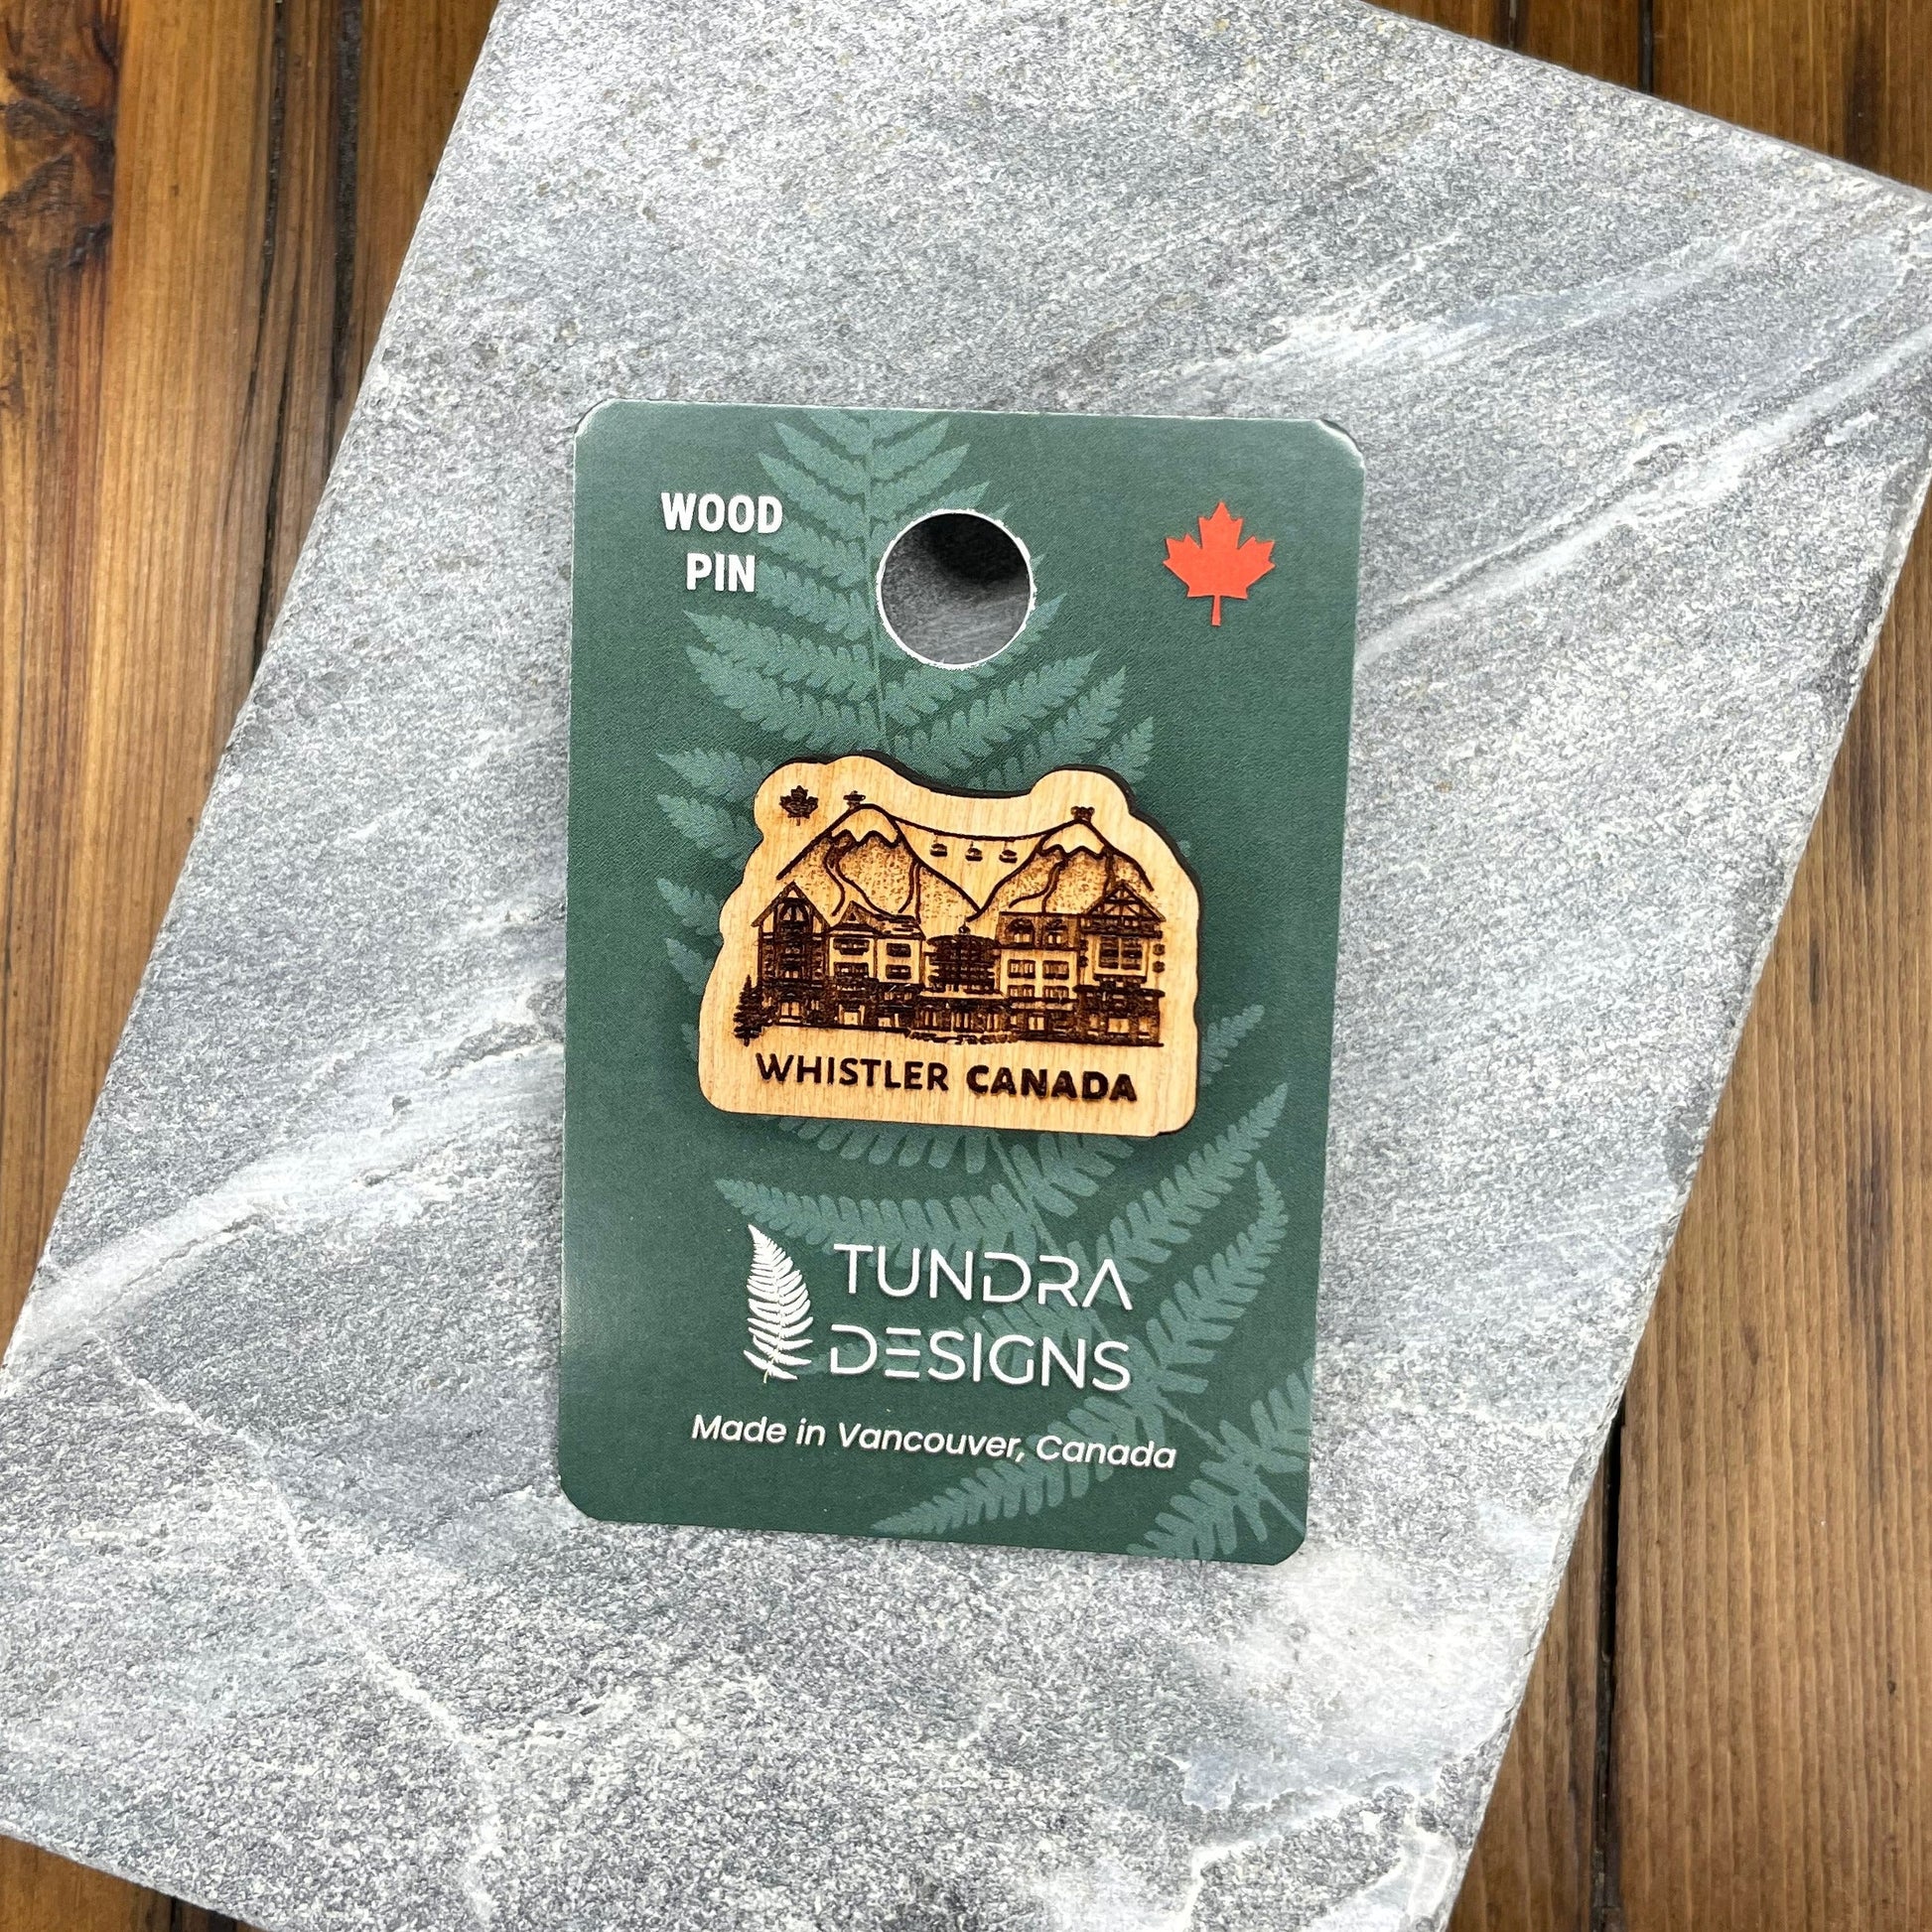 WOOD
PIN
WHISTLER CANADA
TUNDRA
DESIGNS
Made in Vancouver, Canada